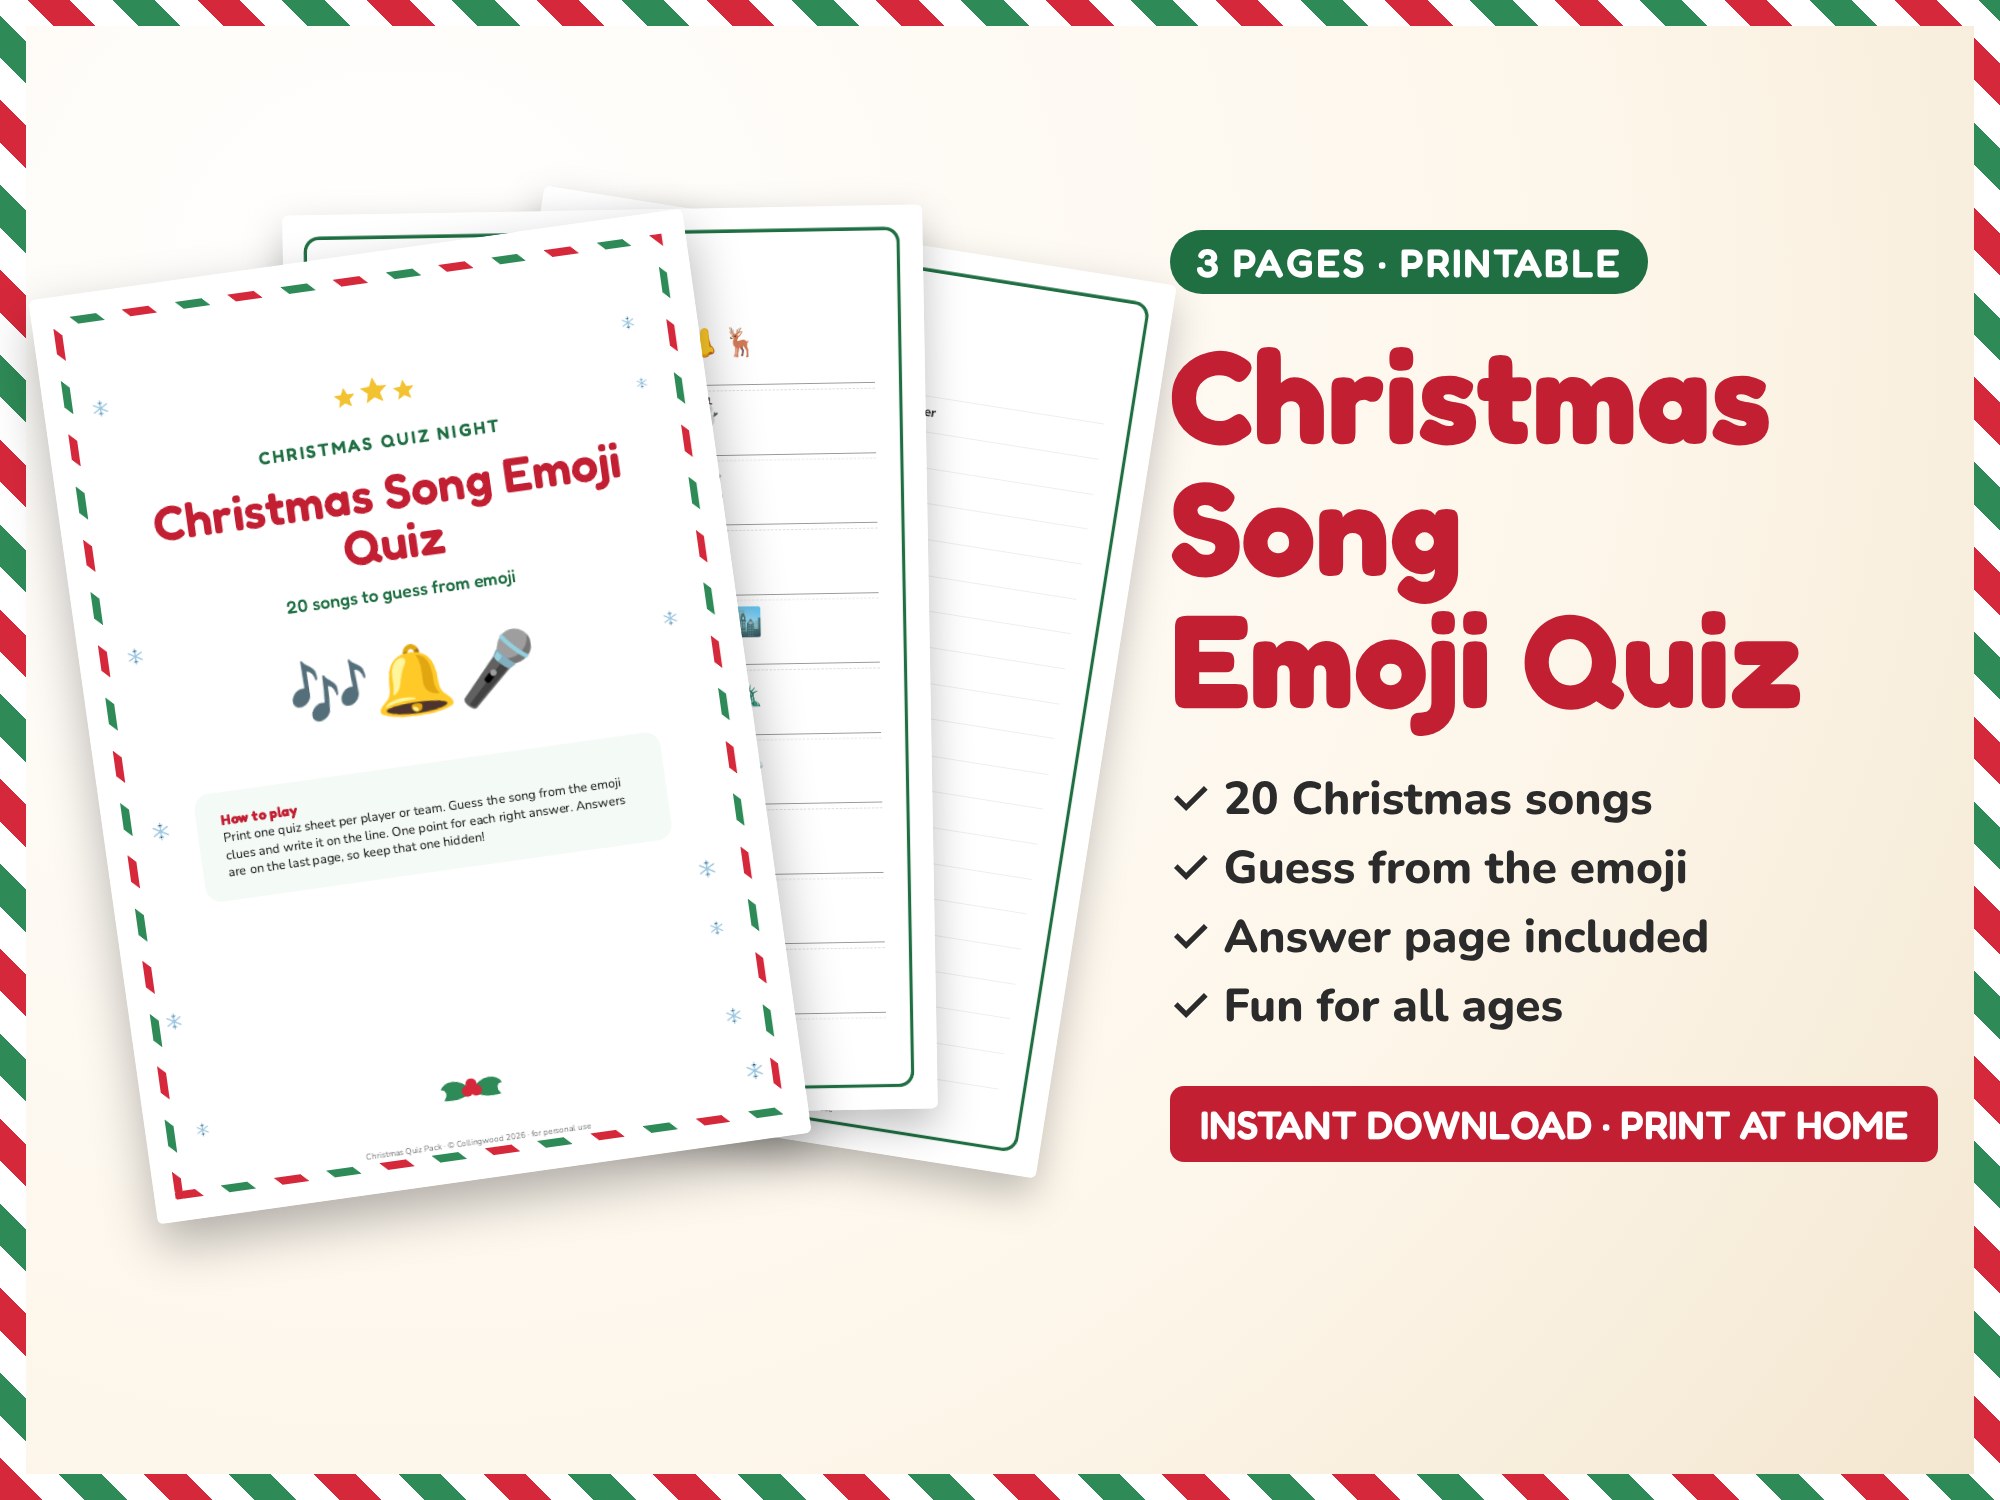 CHRISTMAS QUIZ NIGHT
Christmas Song Emoji
Quiz
20 songs to guess from emoji
How to play
Print one quiz sheet per player or team. Guess the song from the emoji
clues and write it on the line. One point for each right answer. Answers
are on the last page, so keep that one hidden!
Christmas Quiz Pack · © Collingwood 2026 · for personal use
er
3 PAGES · PRINTABLE
Christmas
Song
Emoji Quiz
✓ 20 Christmas songs
✓ Guess from the emoji
✓ Answer page included
✓ Fun for all ages
INSTANT DOWNLOAD · PRINT AT HOME